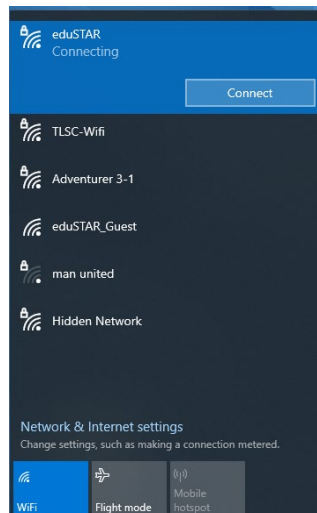 eduSTAR
Connecting
Connect
TLSC-Wifi
Adventurer 3-1
eduSTAR_Guest
man united
Hidden Network
Network & Internet settings
Change settings, such as making a connection metered.
WiFi
Flight mode
Mobile
hotspot